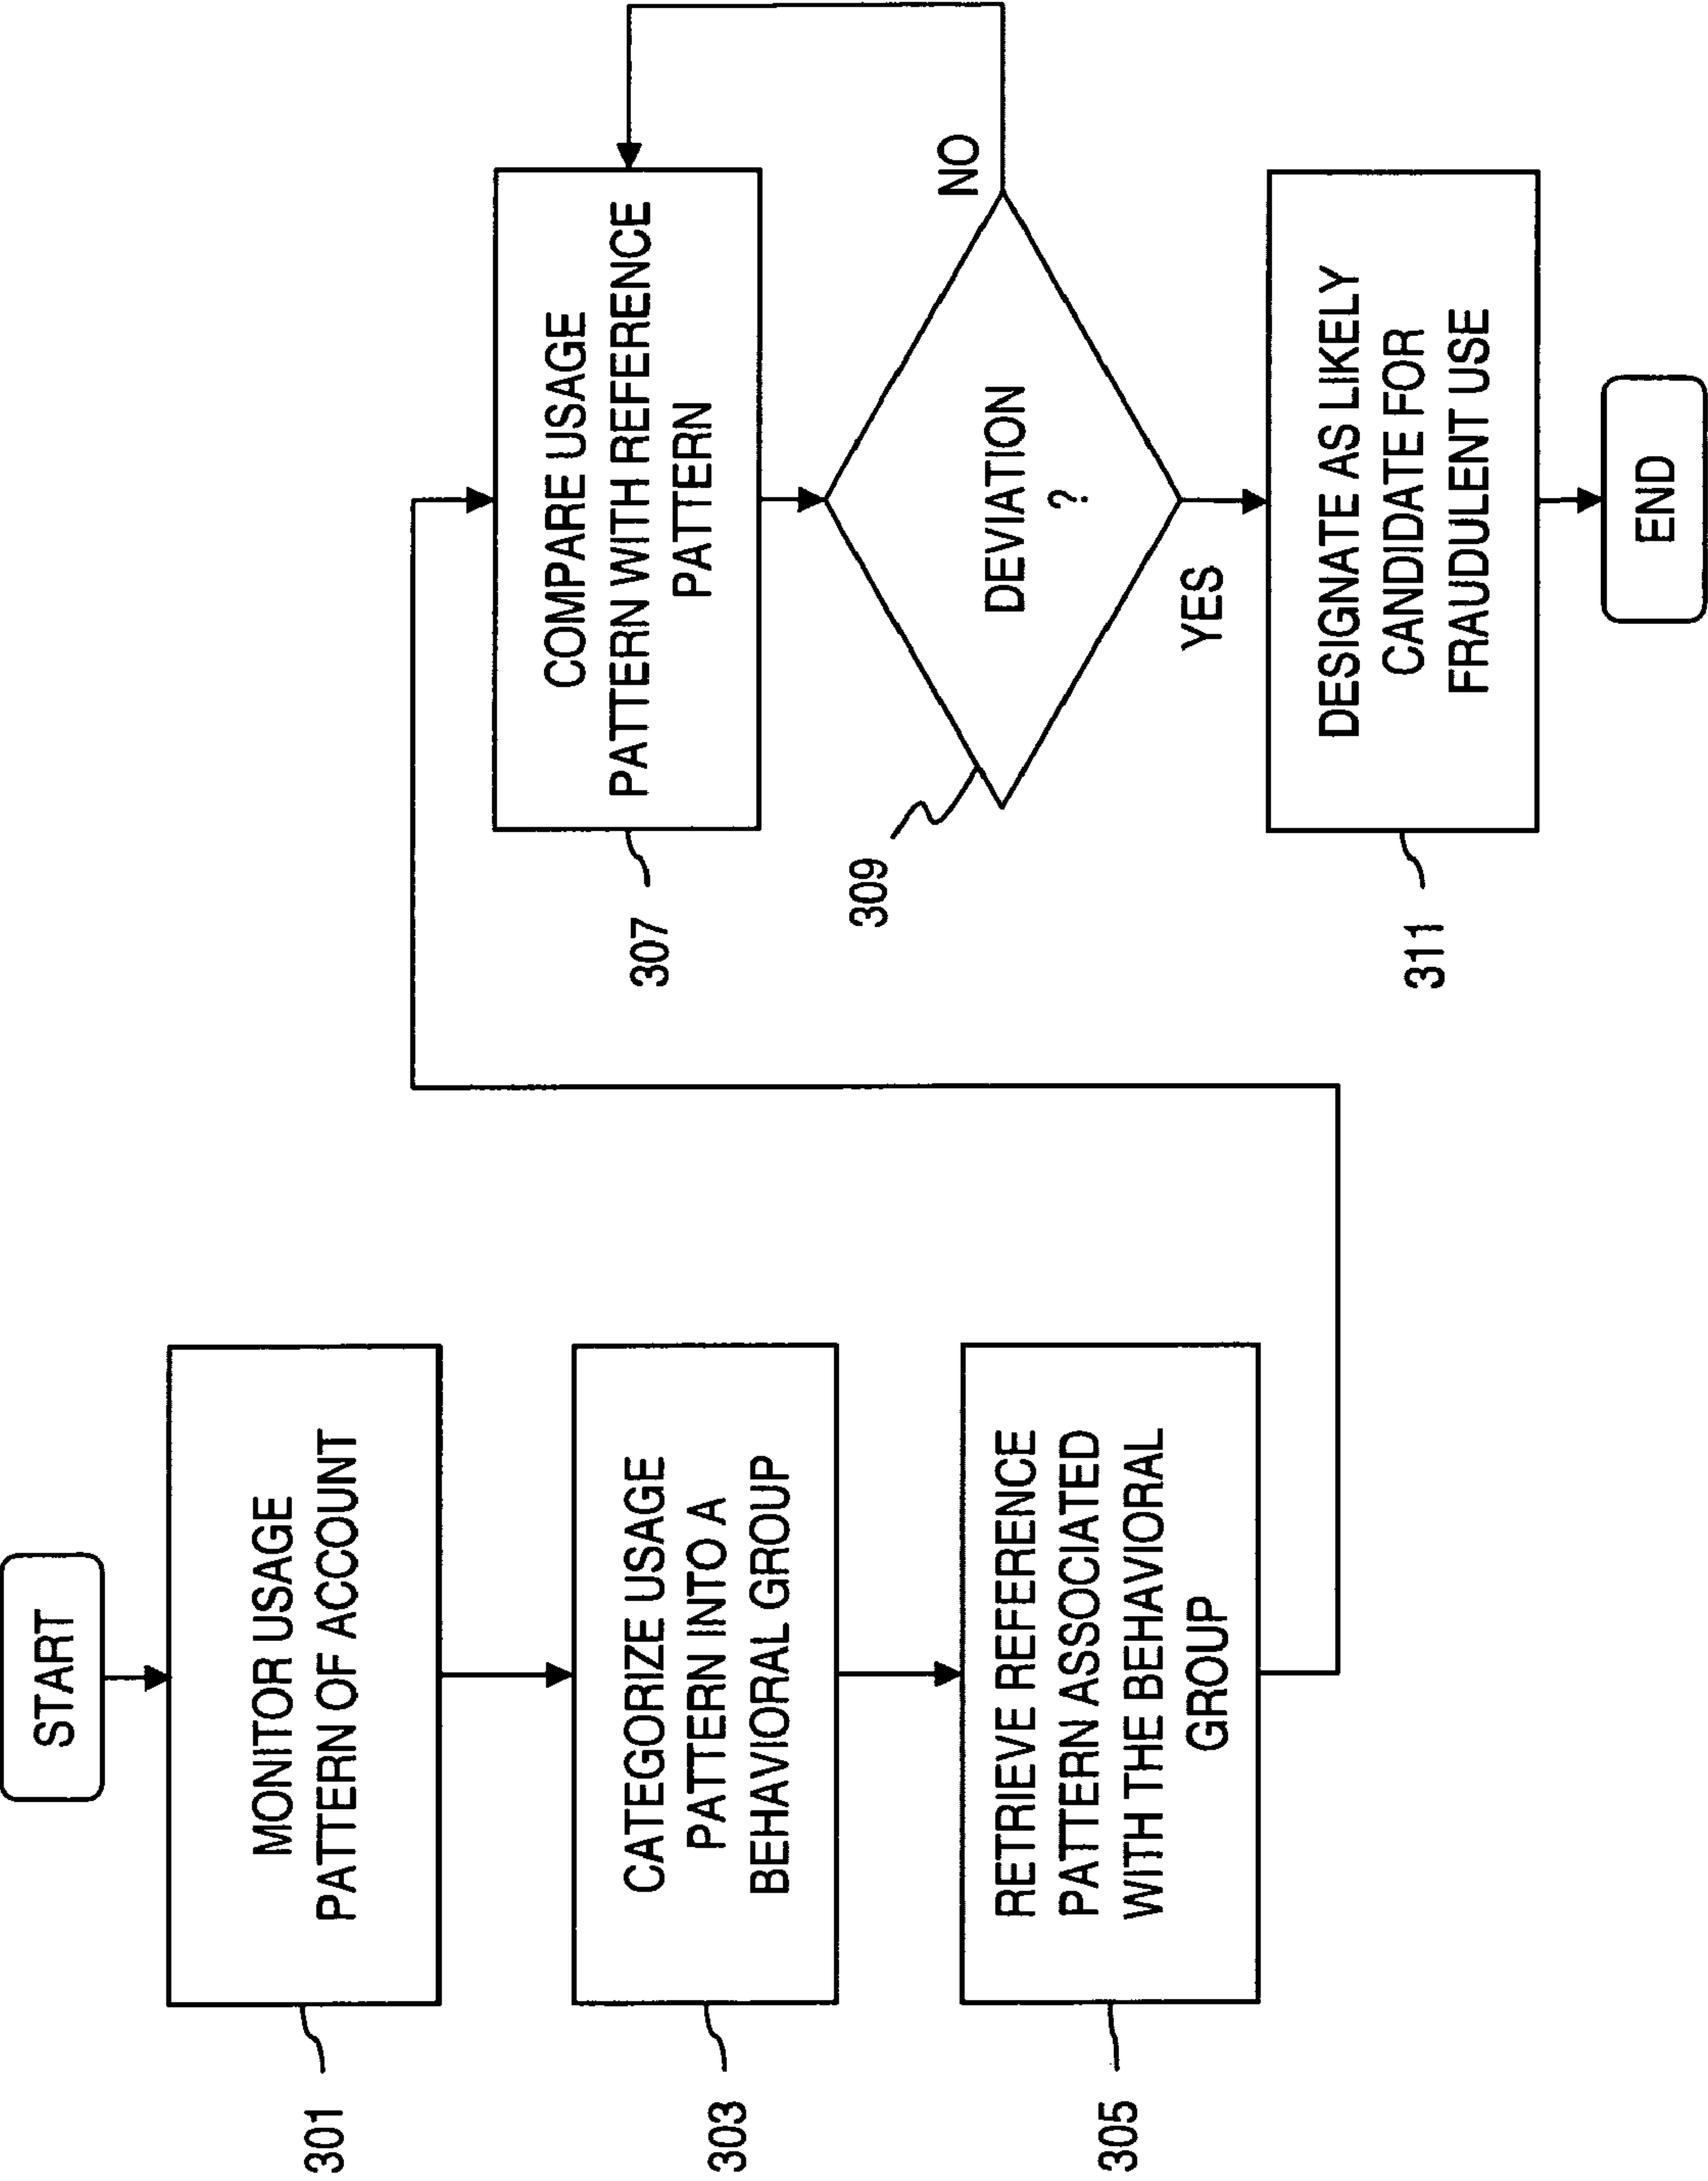 START
MONITOR USAGE
PATTERN OF ACCOUNT
301
CATEGORIZE USAGE
PATTERN INTO A
BEHAVIORAL GROUP
303
RETRIEVE REFERENCE
PATTERN ASSOCIATED
WITH THE BEHAVIORAL
GROUP
305
COMPARE USAGE
PATTERN WITH REFERENCE
PATTERN
307
DEVIATION
?
309
NO
YES
DESIGNATE AS LIKELY
CANDIDATE FOR
FRAUDULENT USE
311
END